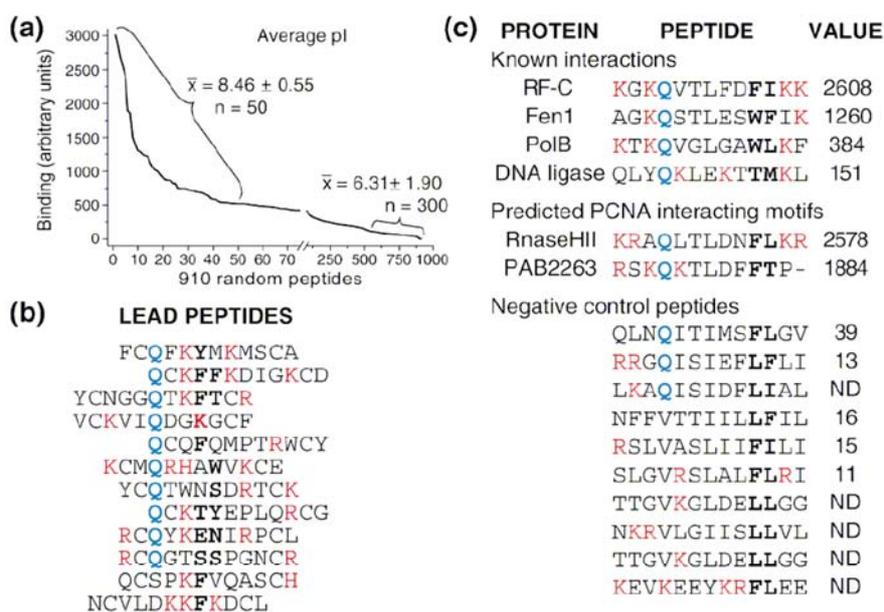 (a)
Average pI
Binding (arbitrary units)
3000
2500
2000
1500
1000
500
0
x̄ = 8.46 ± 0.55
n = 50
x̄ = 6.31± 1.90
n = 300
0 10 20 30 40 50 60 70 250 500 750 1000
910 random peptides
(b)
LEAD PEPTIDES
FCQFKYMKMSCA
QCKFFKDIGKCD
YCNGGQTKFTCR
VCKVIQDGKGCF
QCQFQMPTRWCY
KCMQRHAWVKCE
YCQTWNSDRTCK
QCKTYEPLQRCG
RCQYKENIRPCL
RCQGTSSPGNCR
QCSPKFVQASCH
NCVLDKKFKDCL
(c)
PROTEIN PEPTIDE VALUE
Known interactions
RF-C KGKQVTLFDFIKK 2608
Fen1 AGKQSTLESWFIK 1260
PolB KTKQVGLGAWLKF 384
DNA ligase QLYQKLEKTTMKL 151
Predicted PCNA interacting motifs
RnaseHII KRAQLTLDNFLKR 2578
PAB2263 RSKQKTLDFFTP- 1884
Negative control peptides
QLNQITIMSFLGV 39
RRGQISIEFLFLI 13
LKAQISIDFLIAL ND
NFFVTTIILLFIL 16
RSLVASLIIFILI 15
SLGVRSLALFLRI 11
TTGVKGLDELLGG ND
NKRVLGIISLLVL ND
TTGVKGLDELLGG ND
KEVKEEYKRFLEE ND